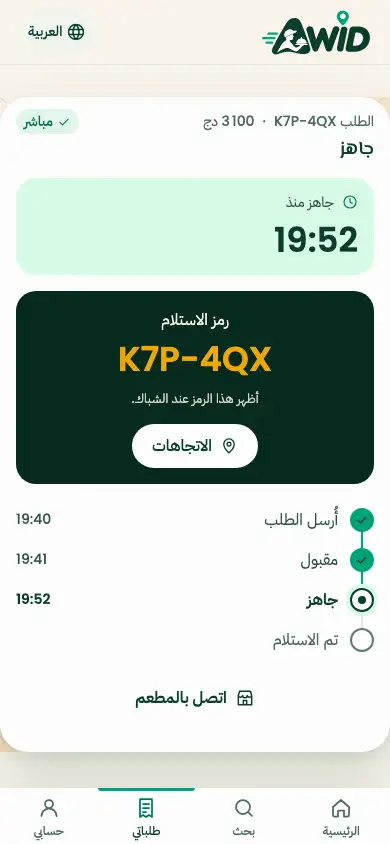 AWID
العربية
الطلب K7P-4QX · 3100 دج
مباشر
جاهز
جاهز منذ
19:52
رمز الاستلام
K7P-4QX
أظهر هذا الرمز عند الشباك.
الاتجاهات
أُرسل الطلب 19:40
مقبول 19:41
جاهز 19:52
تم الاستلام
اتصل بالمطعم
الرئيسية
بحث
طلباتي
حسابي